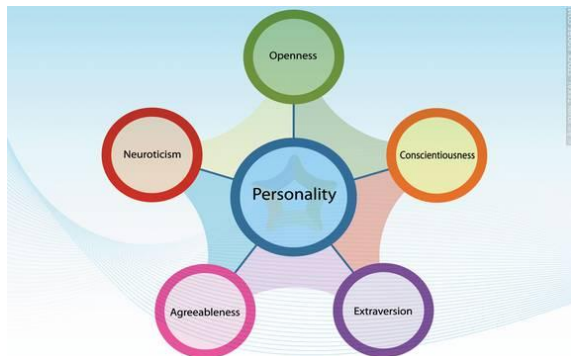 Openness
Neuroticism
Conscientiousness
Personality
Agreeableness
Extraversion